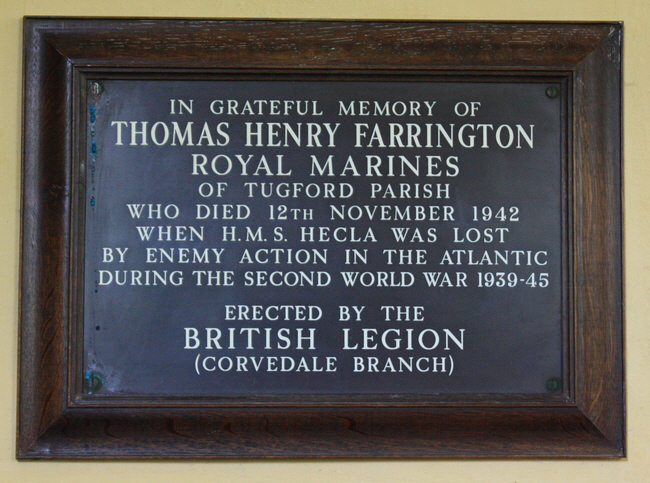 IN GRATEFUL MEMORY OF
THOMAS HENRY FARRINGTON
ROYAL MARINES
OF TUGFORD PARISH
WHO DIED 12TH NOVEMBER 1942
WHEN H.M.S. HECLA WAS LOST
BY ENEMY ACTION IN THE ATLANTIC
DURING THE SECOND WORLD WAR 1939-45
ERECTED BY THE
BRITISH LEGION
(CORVEDALE BRANCH)